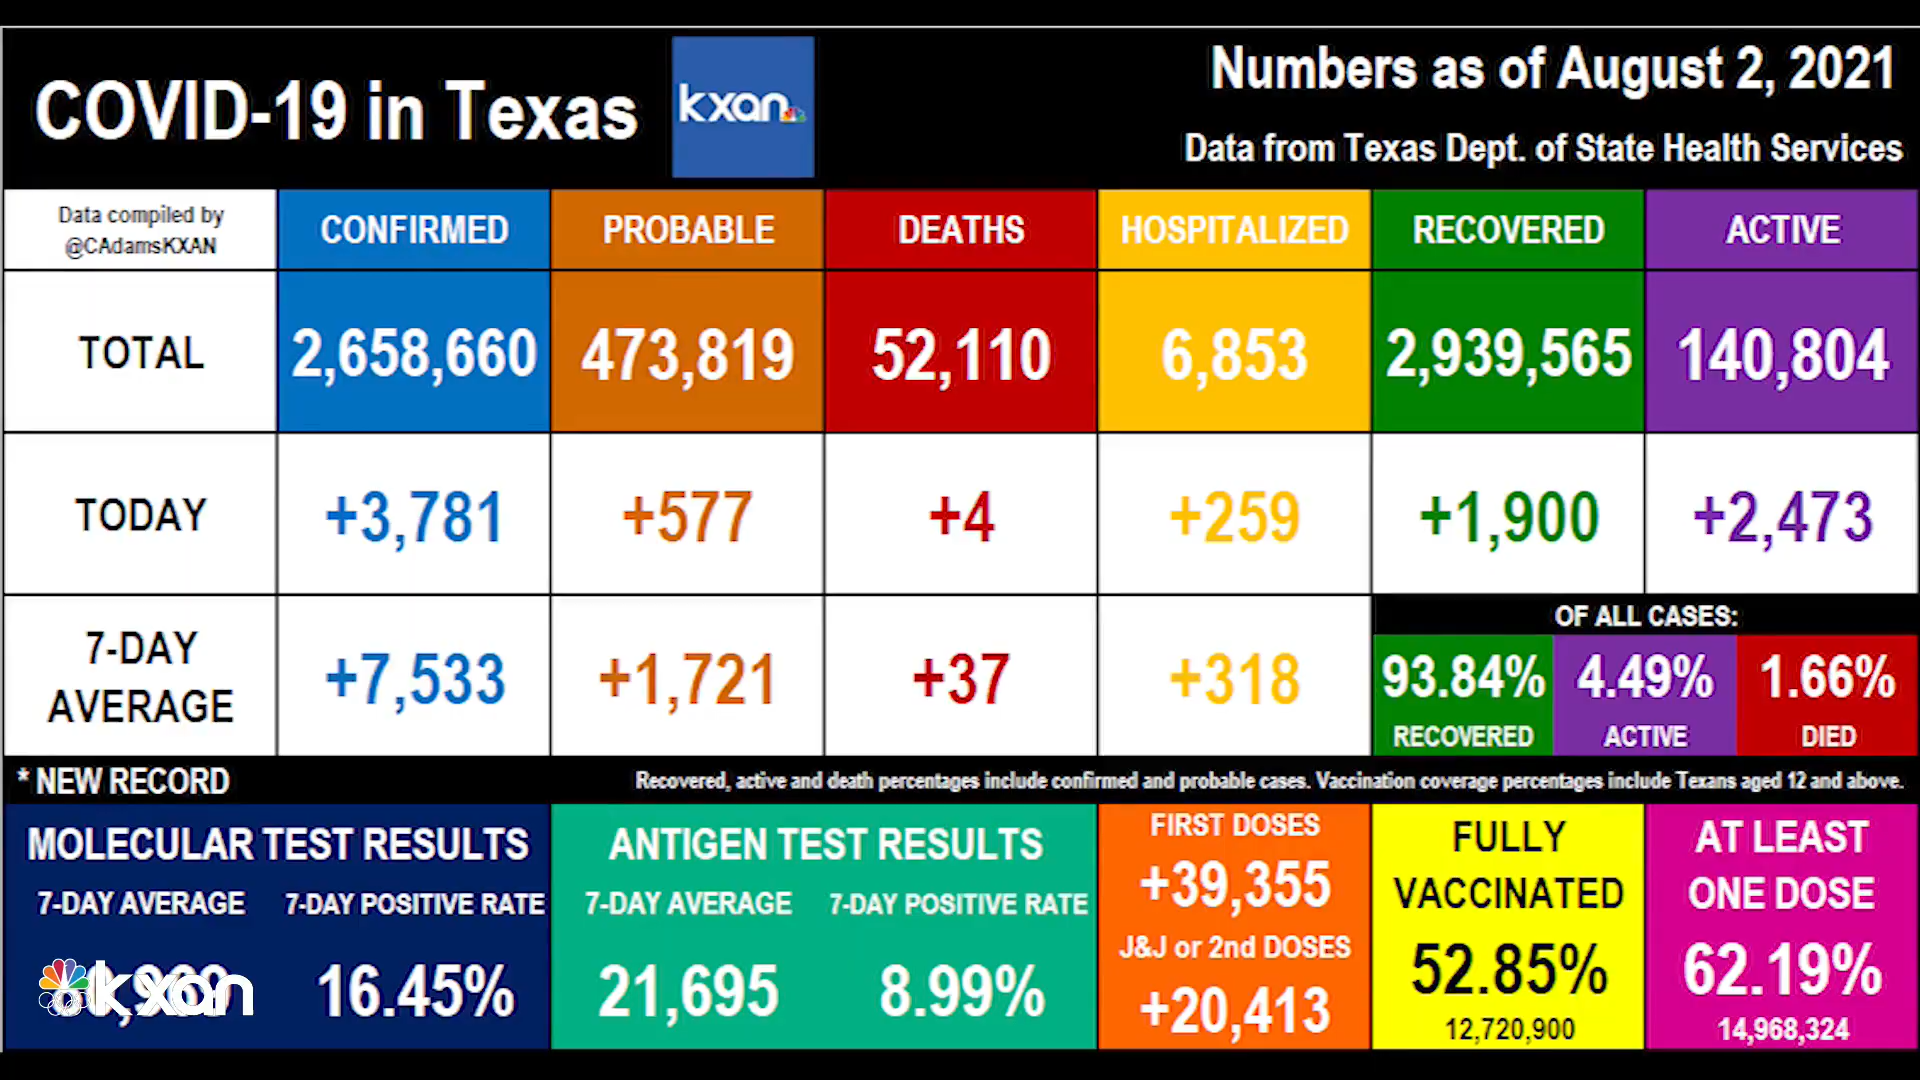 COVID-19 in Texas
kxan
Numbers as of August 2, 2021
Data from Texas Dept. of State Health Services
Data compiled by
@CAdamsKXAN
CONFIRMED PROBABLE DEATHS HOSPITALIZED RECOVERED ACTIVE
TOTAL 2,658,660 473,819 52,110 6,853 2,939,565 140,804
TODAY +3,781 +577 +4 +259 +1,900 +2,473
7-DAY
AVERAGE
+7,533 +1,721 +37 +318
OF ALL CASES:
93.84% 4.49% 1.66%
RECOVERED ACTIVE DIED
* NEW RECORD
Recovered, active and death percentages include confirmed and probable cases. Vaccination coverage percentages include Texans aged 12 and above.
MOLECULAR TEST RESULTS
7-DAY AVERAGE 7-DAY POSITIVE RATE
kxan
16.45%
ANTIGEN TEST RESULTS
7-DAY AVERAGE 7-DAY POSITIVE RATE
21,695 8.99%
FIRST DOSES
+39,355
J&J or 2nd DOSES
+20,413
FULLY
VACCINATED
52.85%
12,720,900
AT LEAST
ONE DOSE
62.19%
14,968,324